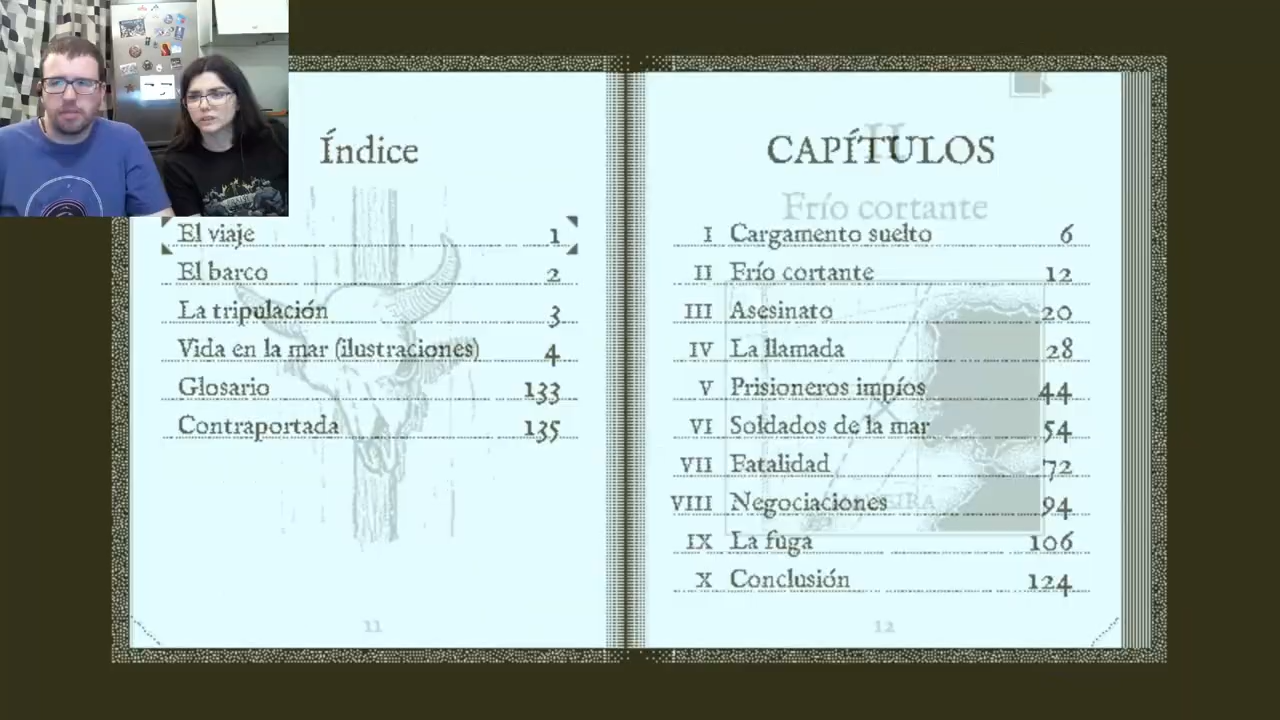 Índice
El viaje 1
El barco 2
La tripulación 3
Vida en la mar (ilustraciones) 4
Glosario 133
Contraportada 135
11
II
CAPÍTULOS
Frío cortante
I Cargamento suelto 6
II Frío cortante 12
III Asesinato 20
IV La llamada 28
V Prisioneros impíos 44
VI Soldados de la mar 54
VII Fatalidad 72
VIII Negociaciones 94
IX La fuga 106
X Conclusión 124
12